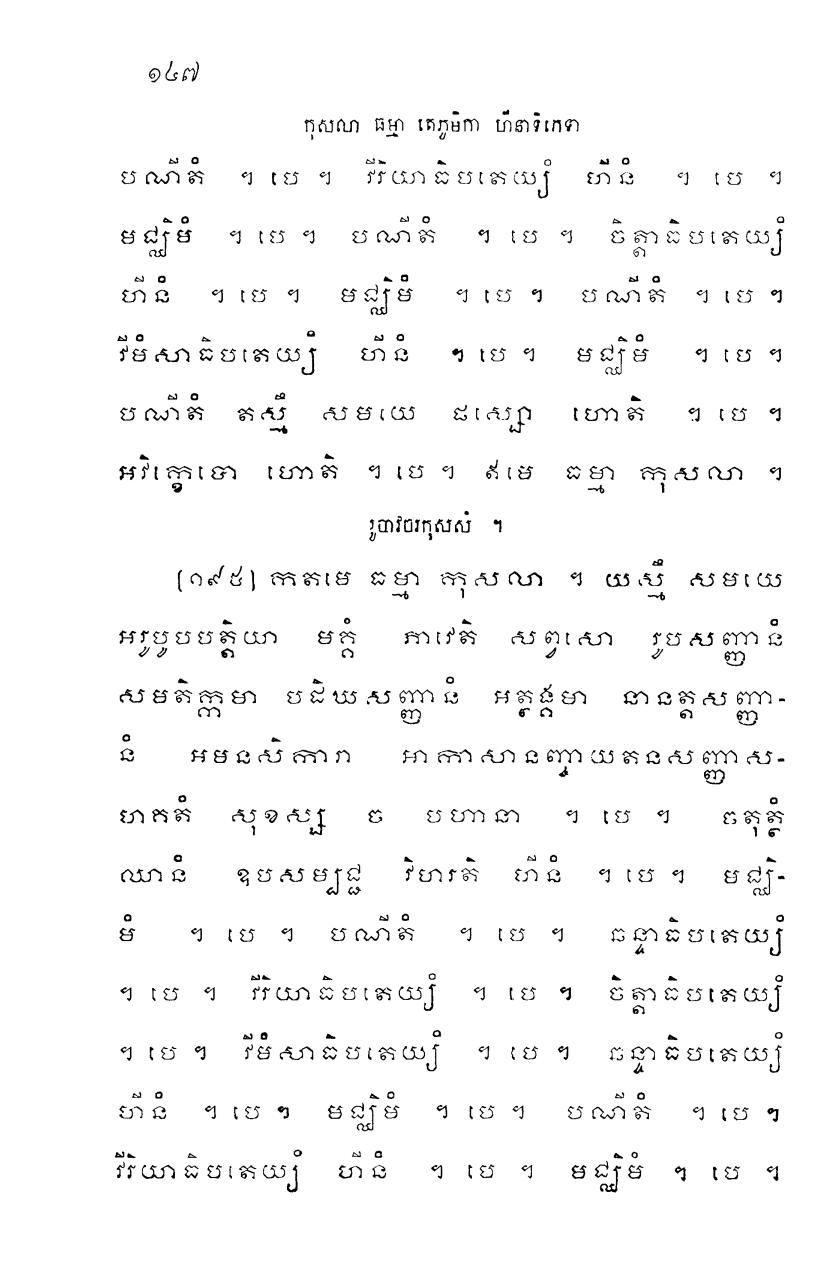 ១៤៧
កុសលា ធម្មា តេភូមិកា ហីនាទិភេទា
បណីតំ ។ បេ ។ វីរិយាធិបតេយ្យំ ហីនំ ។ បេ ។
មជ្ឈិមំ ។ បេ ។ បណីតំ ។ បេ ។ ចិត្តាធិបតេយ្យំ
ហីនំ ។ បេ ។ មជ្ឈិមំ ។ បេ ។ បណីតំ ។ បេ ។
វីមំសាធិបតេយ្យំ ហីនំ ។ បេ ។ មជ្ឈិមំ ។ បេ ។
បណីតំ តស្មឹ សមយេ ផស្សោ ហោតិ ។ បេ ។
អវិក្ខេបោ ហោតិ ។ បេ ។ ឥមេ ធម្មា កុសលា ។
រូបាវចរកុសលំ ។
[១៩៥] កតមេ ធម្មា កុសលា ។ យស្មឹ សមយេ
អរូបូបបត្តិយា មគ្គំ ភាវេតិ សព្វសោ រូបសញ្ញានំ
សមតិក្កមា បដិឃសញ្ញានំ អត្ថង្គមា នានត្តសញ្ញា-
នំ អមនសិការា អាកាសានញ្ចាយតនសញ្ញាស-
ហគតំ សុខស្ស ច បហានា ។ បេ ។ ចតុត្ថំ
ឈានំ ឧបសម្បជ្ជ វិហរតិ ហីនំ ។ បេ ។ មជ្ឈិ-
មំ ។ បេ ។ បណីតំ ។ បេ ។ ឆន្ទាធិបតេយ្យំ
។ បេ ។ វីរិយាធិបតេយ្យំ ។ បេ ។ ចិត្តាធិបតេយ្យំ
។ បេ ។ វីមំសាធិបតេយ្យំ ។ បេ ។ ឆន្ទាធិបតេយ្យំ
ហីនំ ។ បេ ។ មជ្ឈិមំ ។ បេ ។ បណីតំ ។ បេ ។
វីរិយាធិបតេយ្យំ ហីនំ ។ បេ ។ មជ្ឈិមំ ។ បេ ។